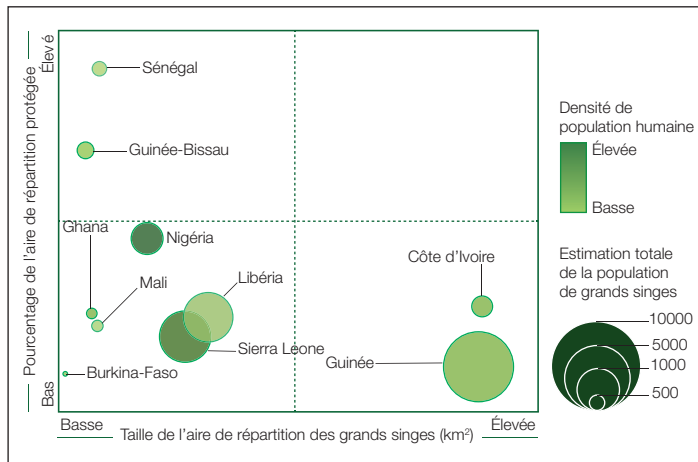 Pourcentage de l'aire de répartition protégée
Élevé
Bas
Sénégal
Guinée-Bissau
Ghana
Nigéria
Mali
Libéria
Sierra Leone
Burkina-Faso
Côte d'Ivoire
Guinée
Basse
Taille de l'aire de répartition des grands singes (km²)
Élevée
Densité de
population humaine
Élevée
Basse
Estimation totale
de la population
de grands singes
10000
5000
1000
500